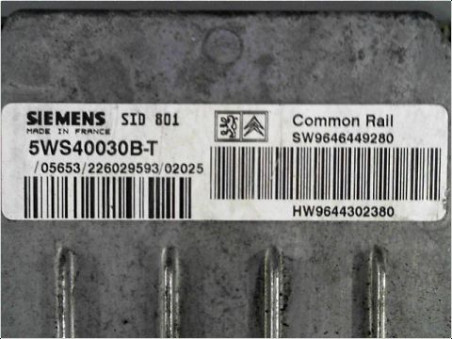 SIEMENS SID 801
MADE IN FRANCE
5WS40030B-T
/05653/226029593/02025
Common Rail
SW9646449280
HW9644302380